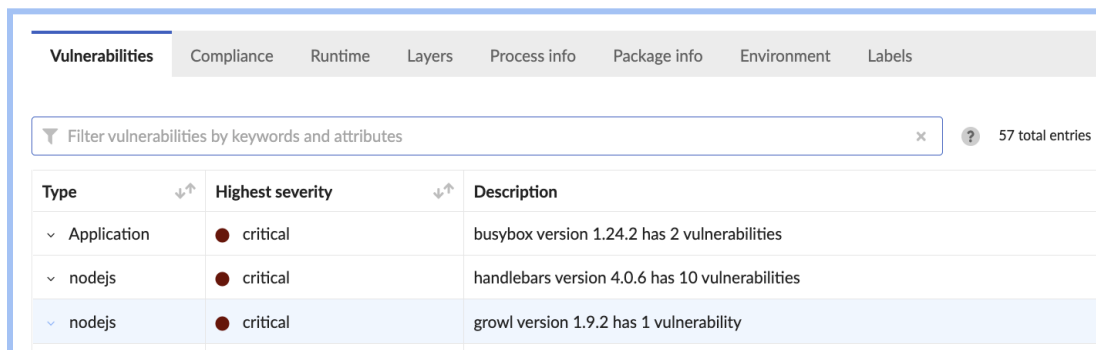 Vulnerabilities Compliance Runtime Layers Process info Package info Environment Labels
Filter vulnerabilities by keywords and attributes × ? 57 total entries
Type Highest severity Description
Application critical busybox version 1.24.2 has 2 vulnerabilities
nodejs critical handlebars version 4.0.6 has 10 vulnerabilities
nodejs critical growl version 1.9.2 has 1 vulnerability